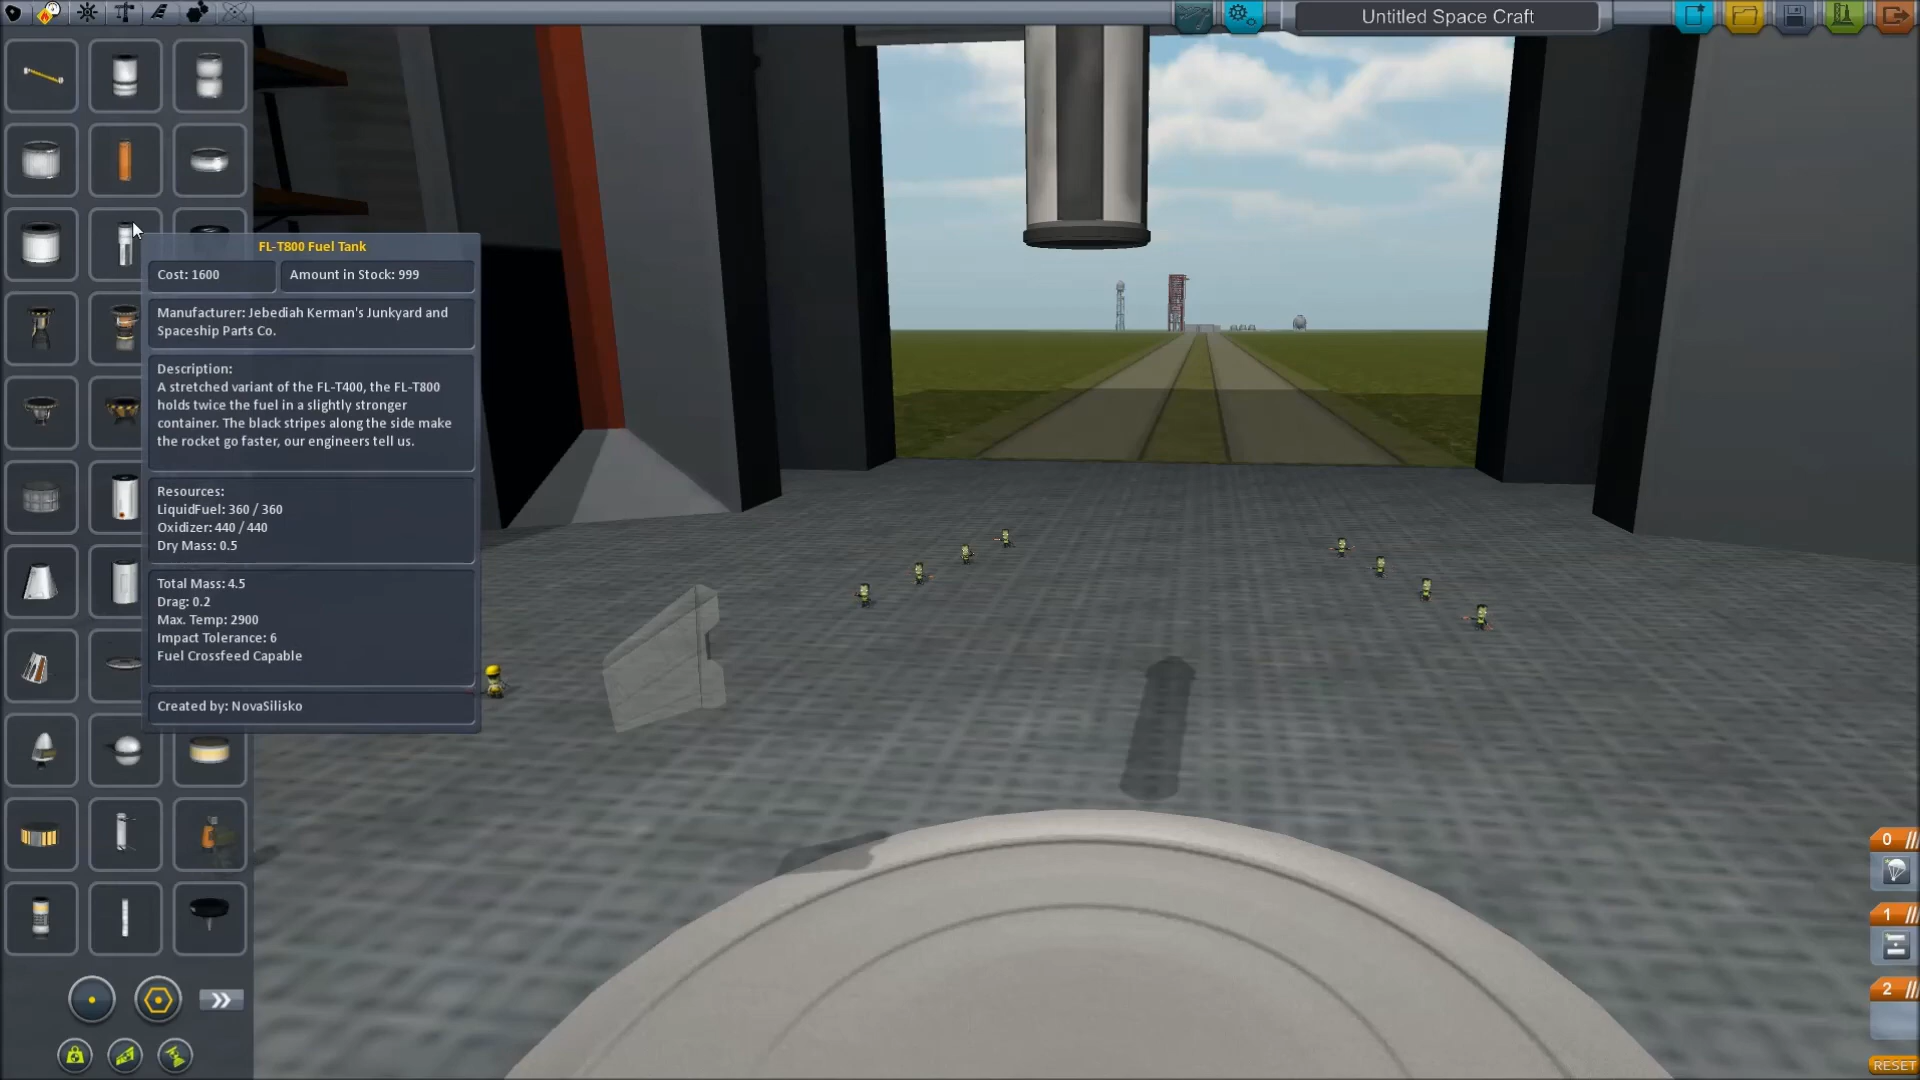 Untitled Space Craft
FL-T800 Fuel Tank
Cost: 1600
Amount in Stock: 999
Manufacturer: Jebediah Kerman's Junkyard and
Spaceship Parts Co.
Description:
A stretched variant of the FL-T400, the FL-T800
holds twice the fuel in a slightly stronger
container. The black stripes along the side make
the rocket go faster, our engineers tell us.
Resources:
LiquidFuel: 360 / 360
Oxidizer: 440 / 440
Dry Mass: 0.5
Total Mass: 4.5
Drag: 0.2
Max. Temp: 2900
Impact Tolerance: 6
Fuel Crossfeed Capable
Created by: NovaSilisko
0
1
2
RESET